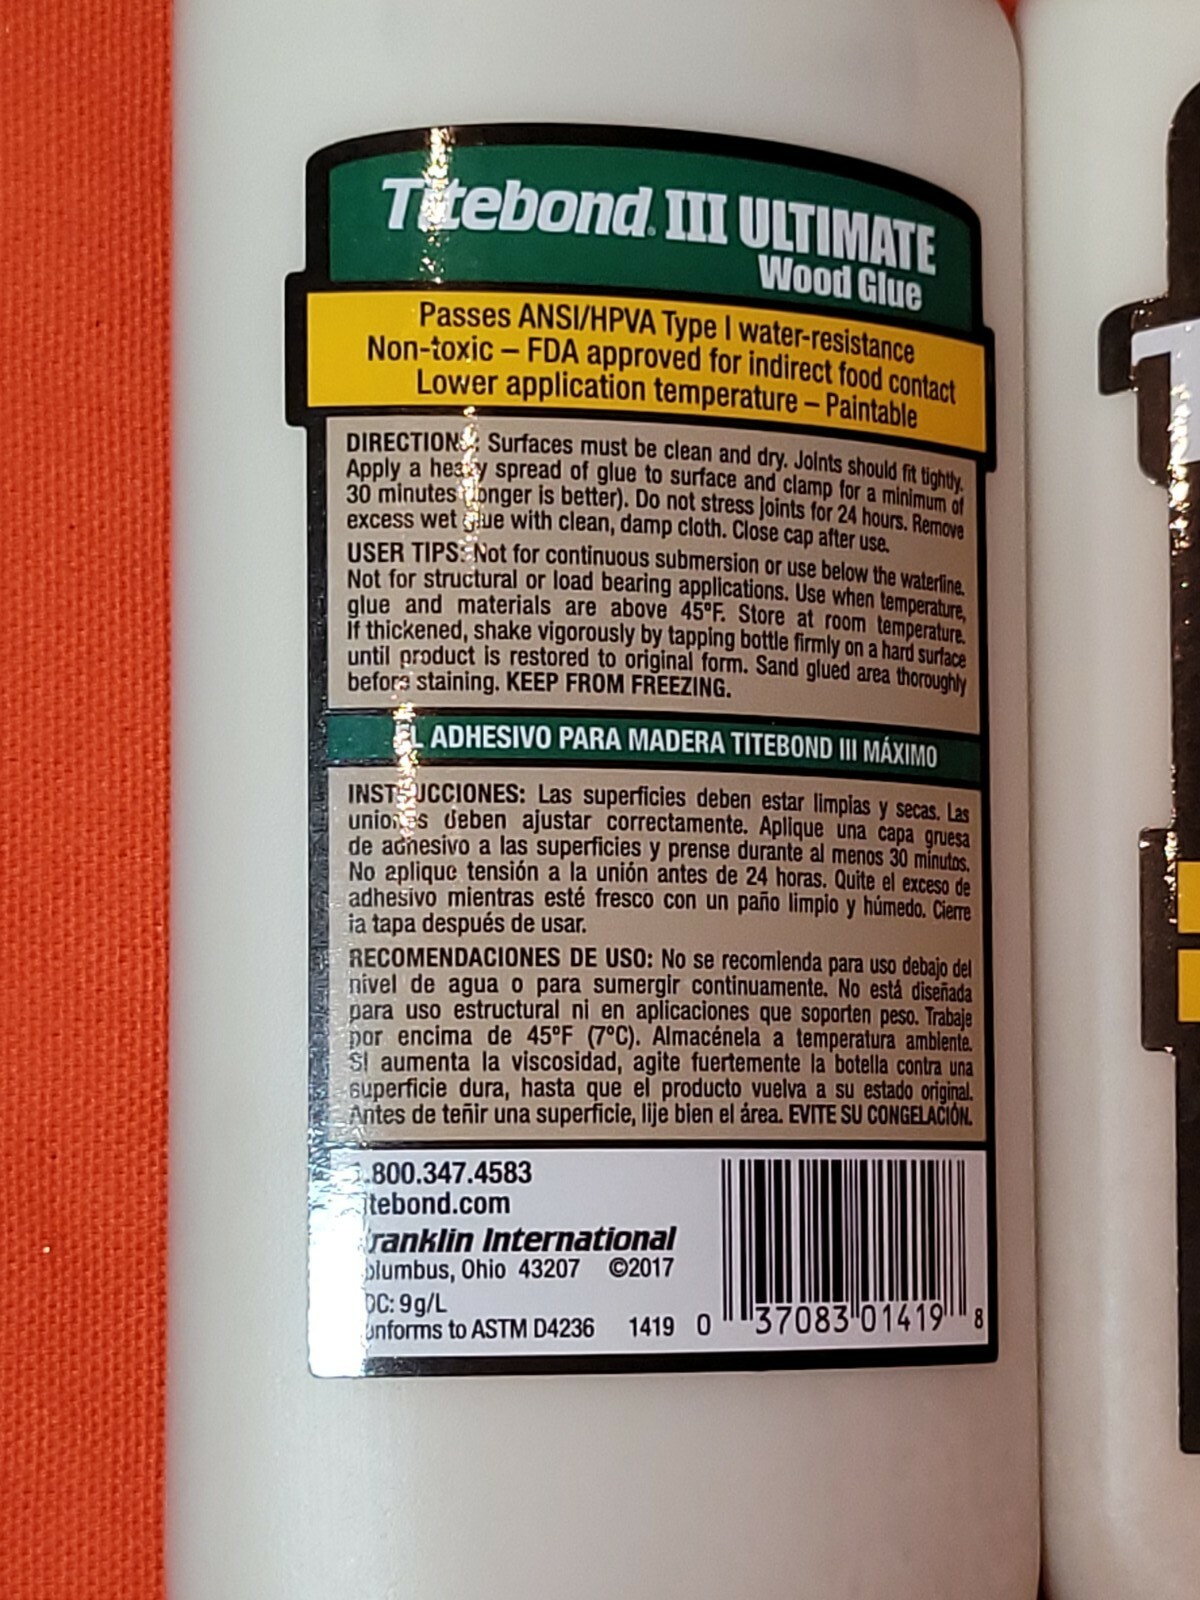 Titebond III ULTIMATE
Wood Glue
Passes ANSI/HPVA Type I water-resistance
Non-toxic – FDA approved for indirect food contact
Lower application temperature – Paintable
DIRECTIONS: Surfaces must be clean and dry. Joints should fit tightly.
Apply a heavy spread of glue to surface and clamp for a minimum of
30 minutes (longer is better). Do not stress joints for 24 hours. Remove
excess wet glue with clean, damp cloth. Close cap after use.
USER TIPS: Not for continuous submersion or use below the waterline.
Not for structural or load bearing applications. Use when temperature,
glue and materials are above 45°F. Store at room temperature.
If thickened, shake vigorously by tapping bottle firmly on a hard surface
until product is restored to original form. Sand glued area thoroughly
before staining. KEEP FROM FREEZING.
EL ADHESIVO PARA MADERA TITEBOND III MÁXIMO
INSTRUCCIONES: Las superficies deben estar limpias y secas. Las
uniones deben ajustar correctamente. Aplique una capa gruesa
de adhesivo a las superficies y prense durante al menos 30 minutos.
No aplique tensión a la unión antes de 24 horas. Quite el exceso de
adhesivo mientras esté fresco con un paño limpio y húmedo. Cierre
la tapa después de usar.
RECOMENDACIONES DE USO: No se recomienda para uso debajo del
nivel de agua o para sumergir continuamente. No está diseñada
para uso estructural ni en aplicaciones que soporten peso. Trabaje
por encima de 45°F (7°C). Almacénela a temperatura ambiente.
Si aumenta la viscosidad, agite fuertemente la botella contra una
superficie dura, hasta que el producto vuelva a su estado original.
Antes de teñir una superficie, lije bien el área. EVITE SU CONGELACIÓN.
.800.347.4583
titebond.com
Franklin International
Columbus, Ohio 43207 ©2017
VOC: 9 g/L
Conforms to ASTM D4236 1419 0 37083 01419 8